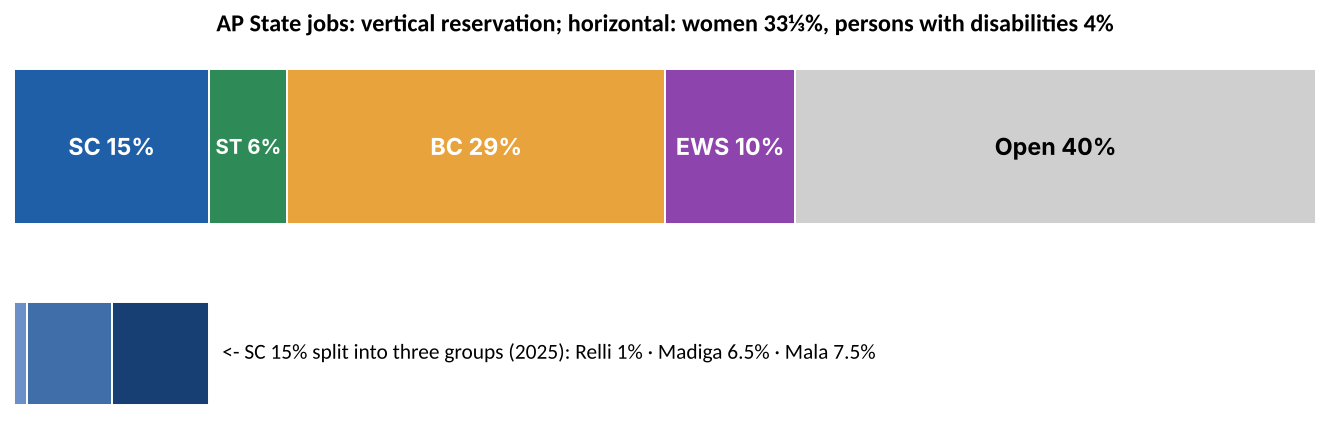 AP State jobs: vertical reservation; horizontal: women 33⅓%, persons with disabilities 4%
SC 15%
ST 6%
BC 29%
EWS 10%
Open 40%
<- SC 15% split into three groups (2025): Relli 1% · Madiga 6.5% · Mala 7.5%